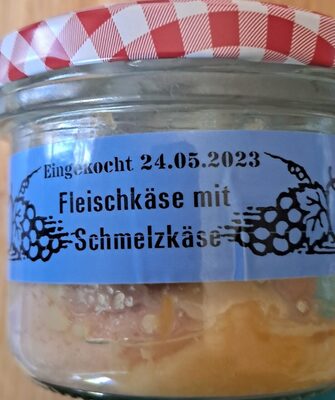 Eingekocht 24.05.2023
Fleischkäse mit
Schmelzkäse